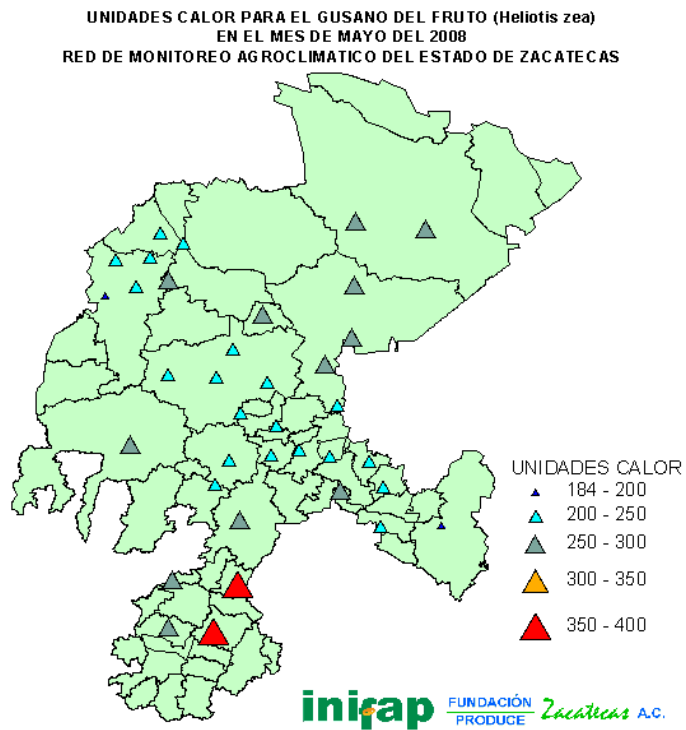 UNIDADES CALOR PARA EL GUSANO DEL FRUTO (Heliotis zea)
EN EL MES DE MAYO DEL 2008
RED DE MONITOREO AGROCLIMATICO DEL ESTADO DE ZACATECAS
UNIDADES CALOR
184 - 200
200 - 250
250 - 300
300 - 350
350 - 400
inifap
FUNDACIÓN
PRODUCE
Zacatecas A.C.